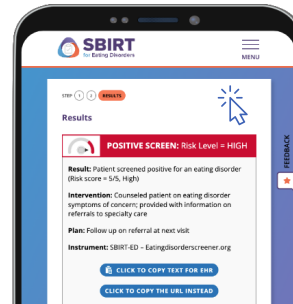 SBIRT
for Eating Disorders
MENU
STEP 1 2 RESULTS
Results
POSITIVE SCREEN: Risk Level = HIGH
Result: Patient screened positive for an eating disorder
(Risk score = 5/5, High)
Intervention: Counseled patient on eating disorder
symptoms of concern; provided with information on
referrals to specialty care
Plan: Follow up on referral at next visit
Instrument: SBIRT-ED – Eatingdisorderscreener.org
CLICK TO COPY TEXT FOR EHR
CLICK TO COPY THE URL INSTEAD
FEEDBACK